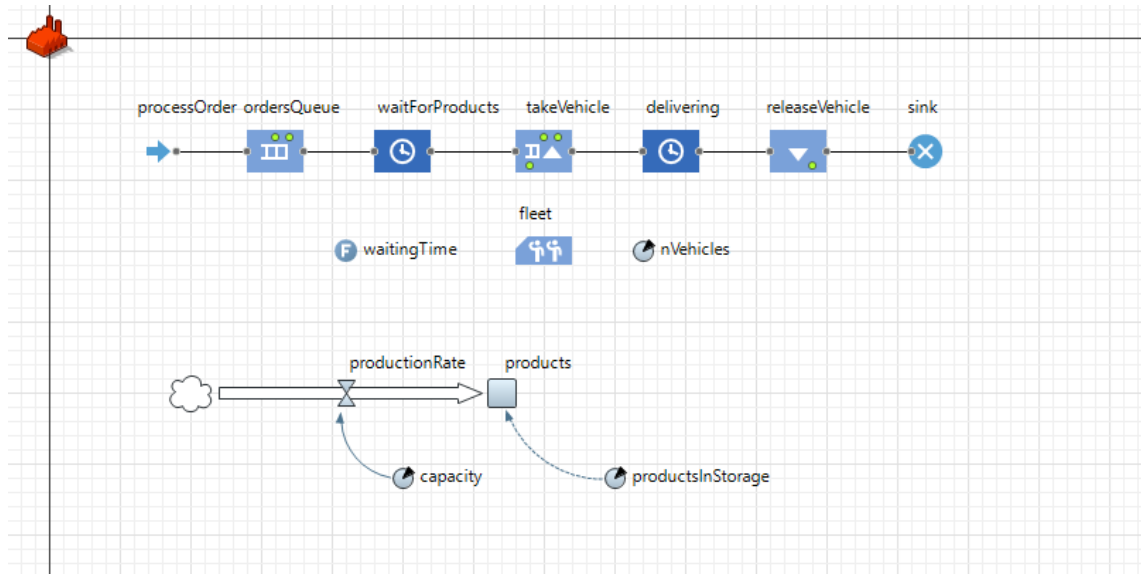 processOrder ordersQueue waitForProducts takeVehicle delivering releaseVehicle sink
fleet
F waitingTime nVehicles
productionRate products
capacity productsInStorage